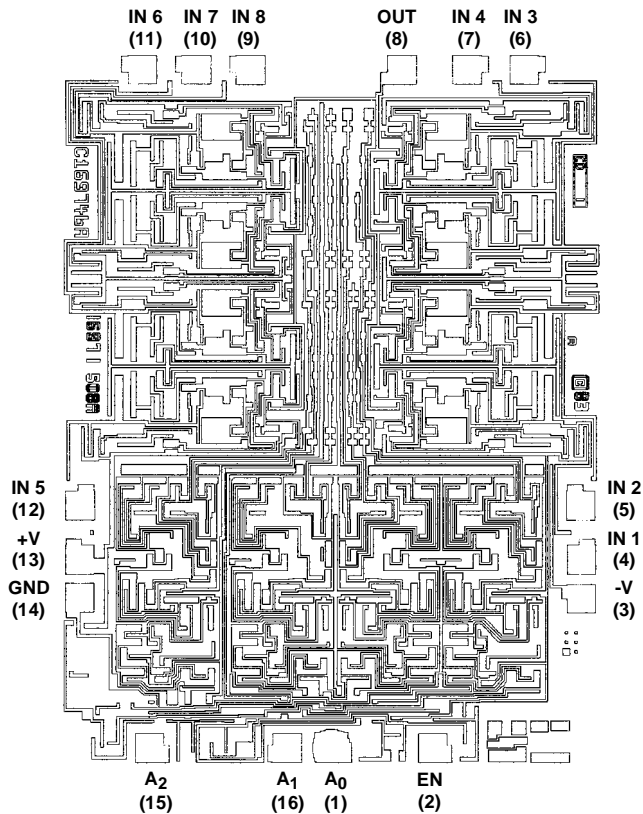 IN 6 IN 7 IN 8 OUT IN 4 IN 3
(11) (10) (9) (8) (7) (6)
IN 5 IN 2
(12) (5)
+V IN 1
(13) (4)
GND -V
(14) (3)
A2 A1 A0 EN
(15) (16) (1) (2)